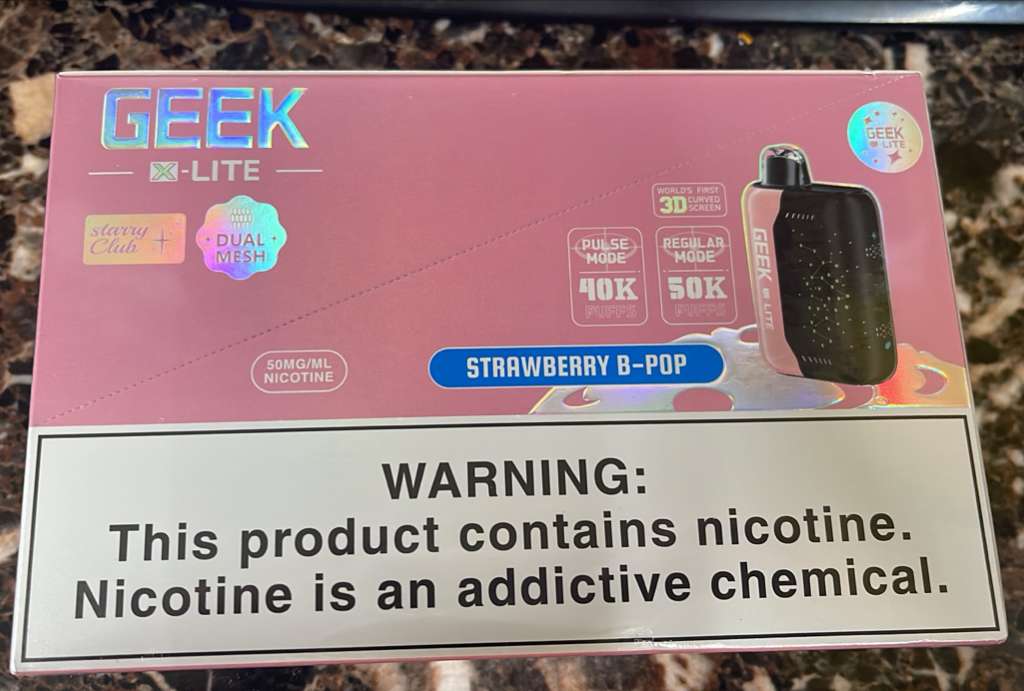 GEEK
X-LITE
starry
Club
DUAL
MESH
GEEK
X-LITE
WORLD'S FIRST
3D CURVED
SCREEN
PULSE
MODE
40K
PUFFS
REGULAR
MODE
50K
PUFFS
GEEK X-LITE
50MG/ML
NICOTINE
STRAWBERRY B-POP
WARNING:
This product contains nicotine.
Nicotine is an addictive chemical.